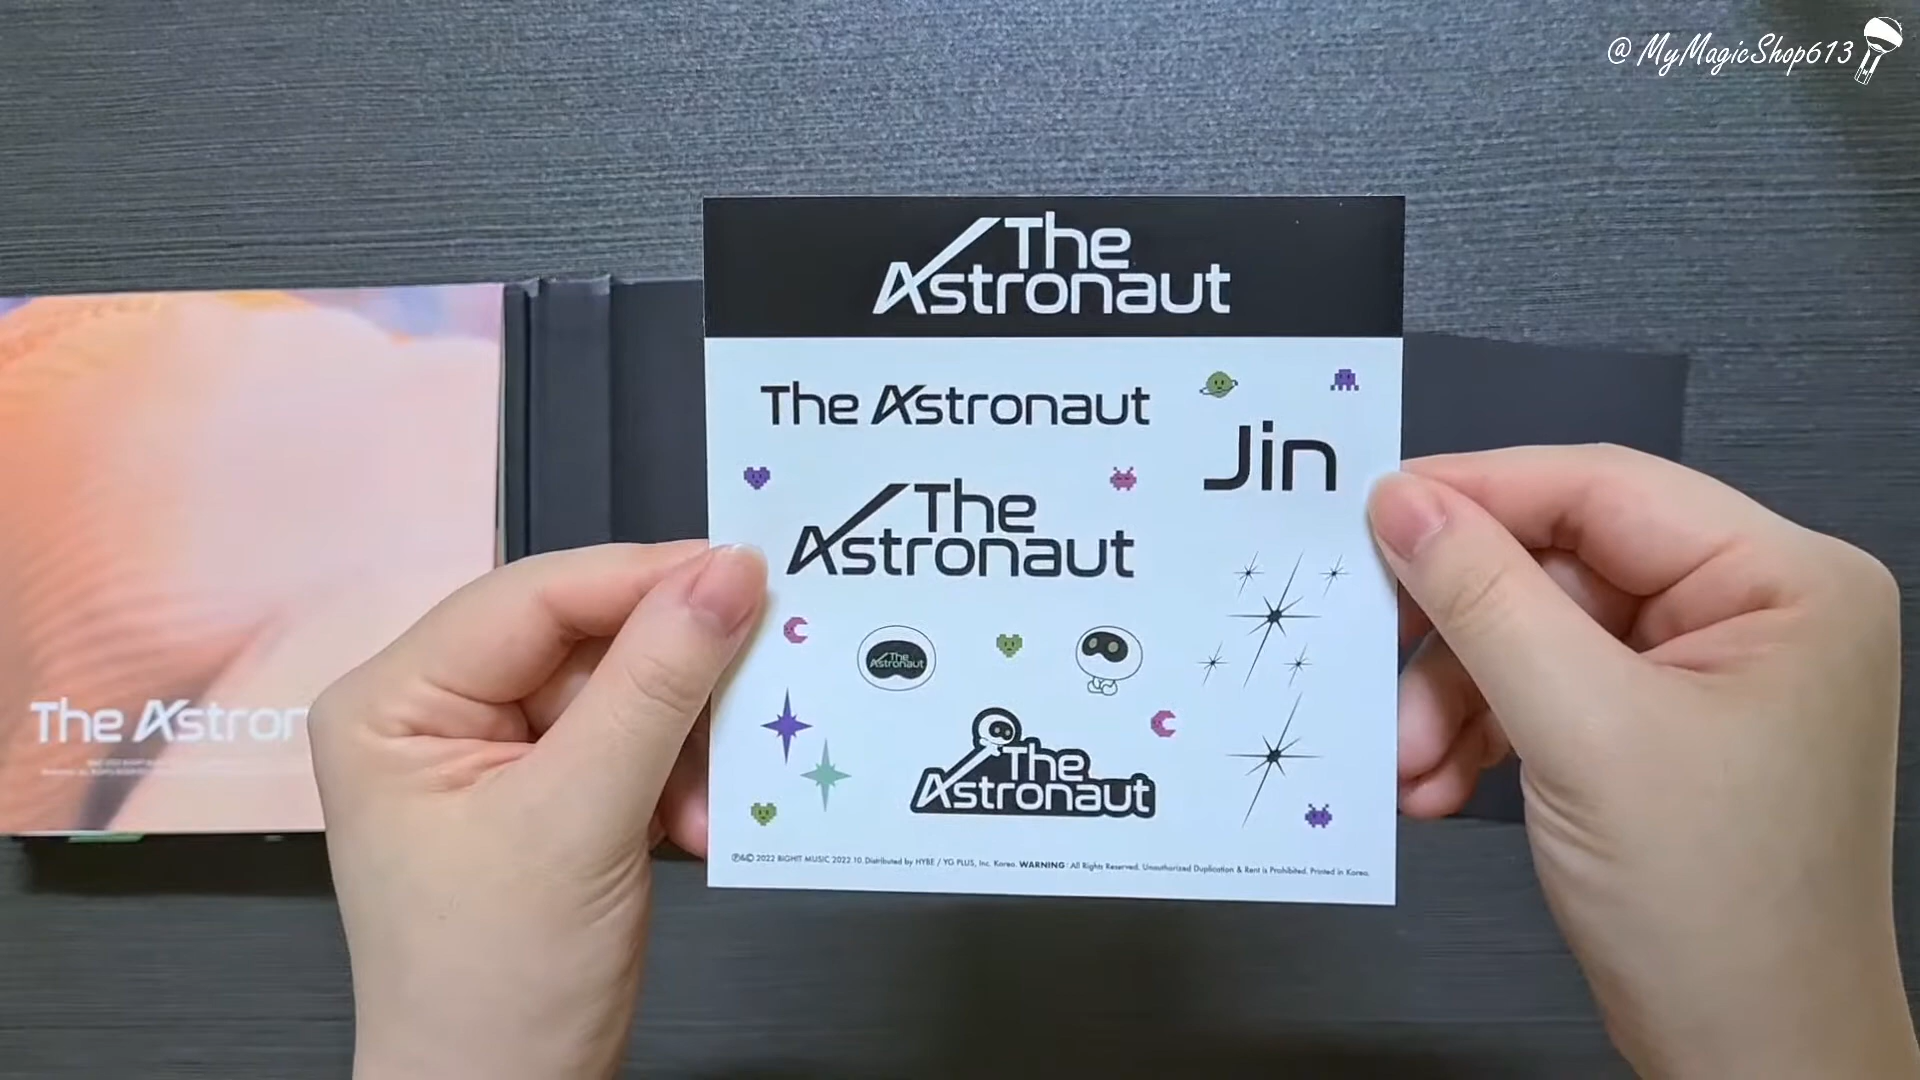 @ MyMagicShop613
The
Astronaut
The Astronaut
Jin
The
Astronaut
The
Astronaut
The
Astronaut
The Astron
℗&© 2022 BIGHIT MUSIC 2022.10. Distributed by HYBE / YG PLUS, Inc. Korea. WARNING : All Rights Reserved. Unauthorized Duplication & Rent is Prohibited. Printed in Korea.